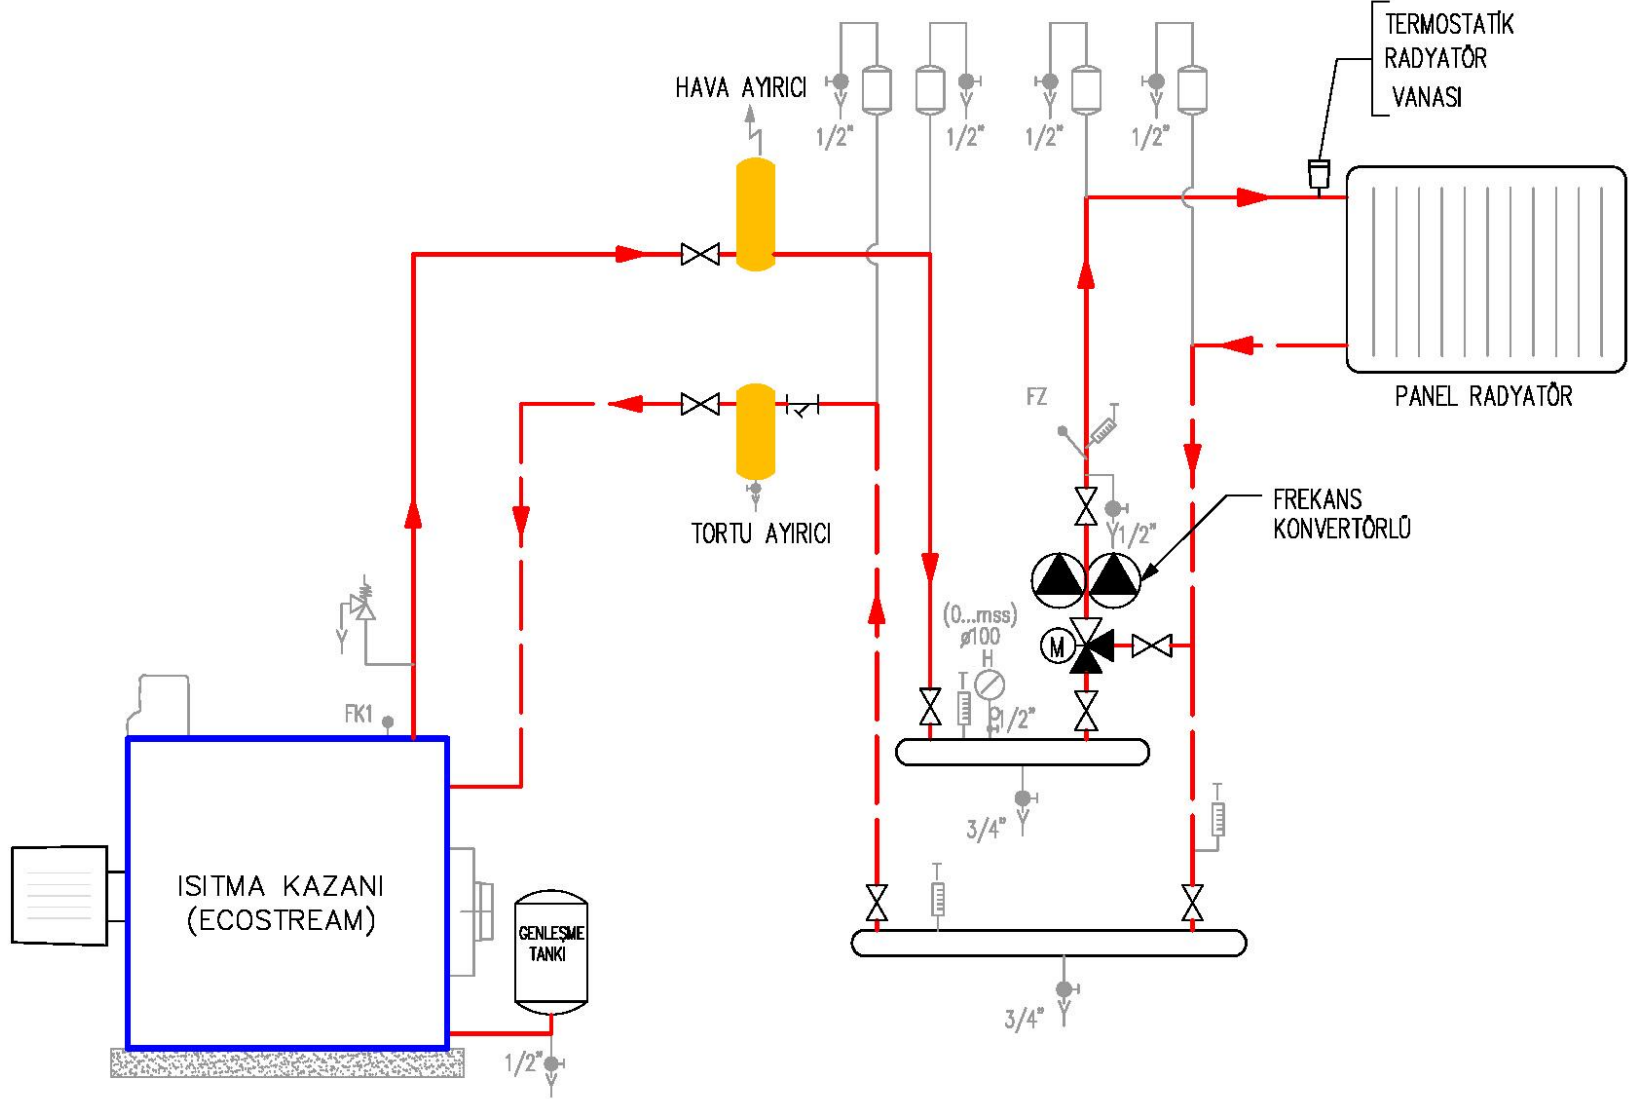 TERMOSTATİK
RADYATÖR
VANASI
HAVA AYIRICI
1/2"
1/2"
1/2"
1/2"
PANEL RADYATÖR
FZ
T
TORTU AYIRICI
1/2"
FREKANS
KONVERTÖRLÜ
(0...mss)
ø100
H
M
T
1/2"
FK1
3/4"
T
T
ISITMA KAZANI
(ECOSTREAM)
GENLEŞME
TANKI
3/4"
1/2"